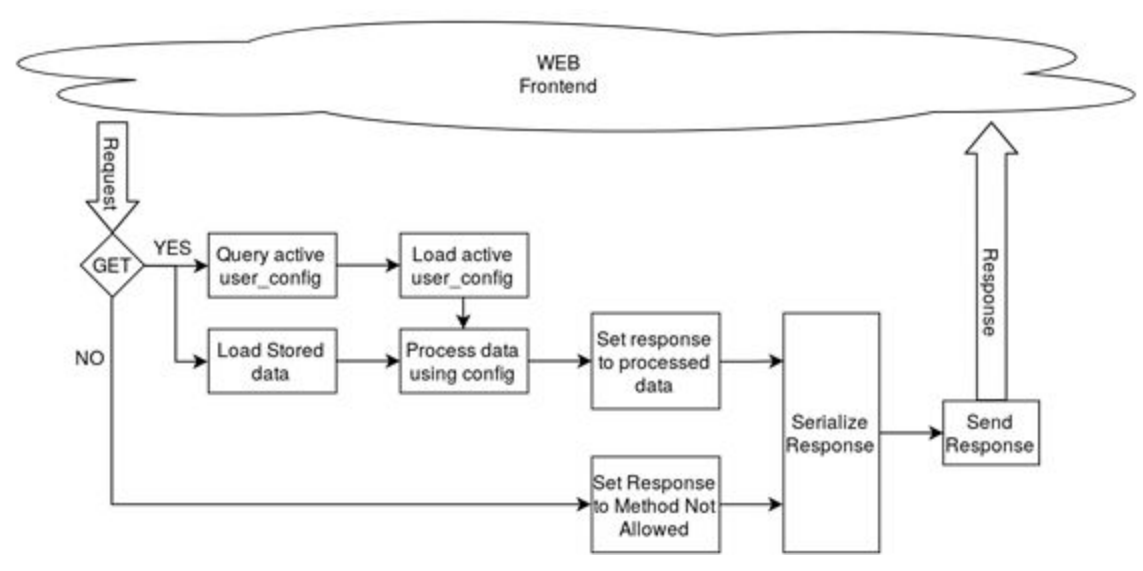 WEB
Frontend
Request
GET
YES
Query active
user_config
Load active
user_config
NO
Load Stored
data
Process data
using config
Set response
to processed
data
Set Response
to Method Not
Allowed
Serialize
Response
Send
Response
Response